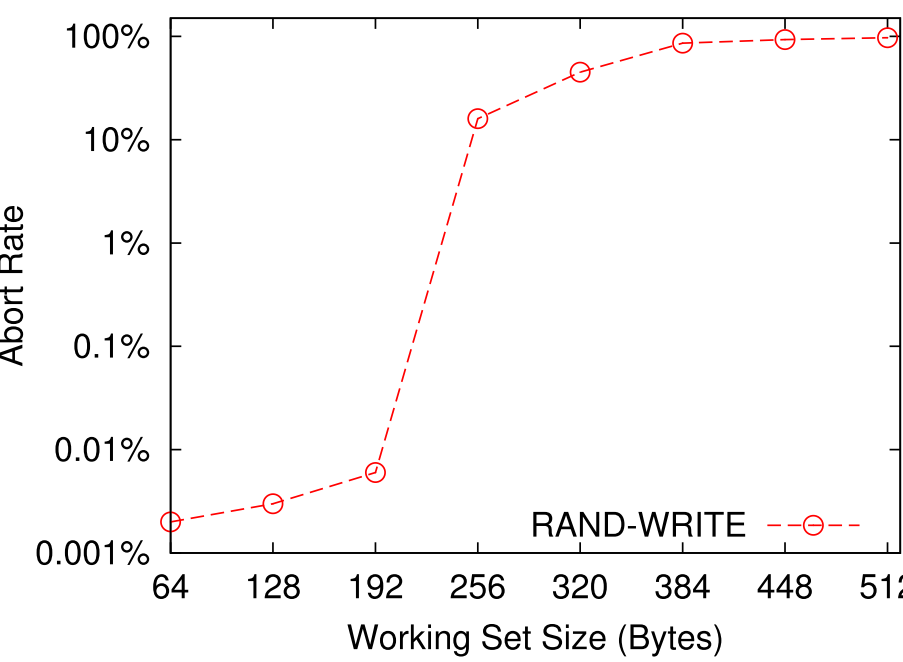 100%
10%
1%
0.1%
0.01%
0.001%
Abort Rate
RAND-WRITE
64 128 192 256 320 384 448 512
Working Set Size (Bytes)